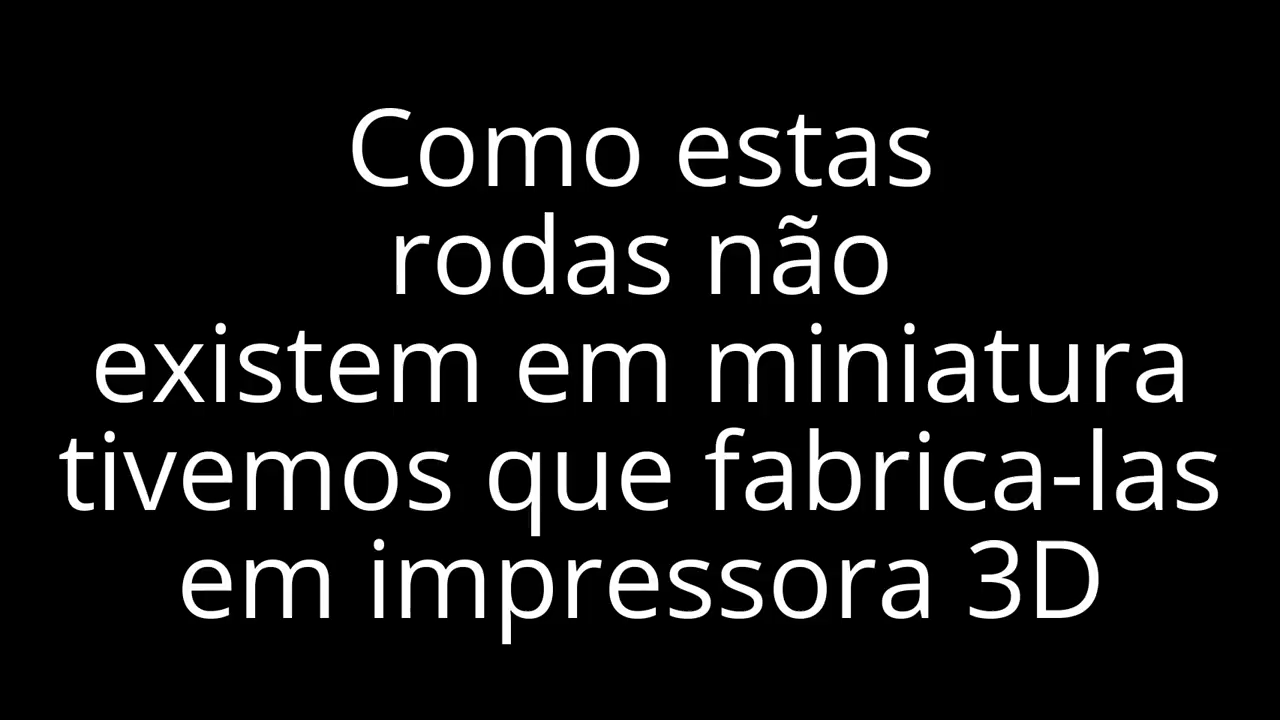 Como estas
rodas não
existem em miniatura
tivemos que fabrica-las
em impressora 3D